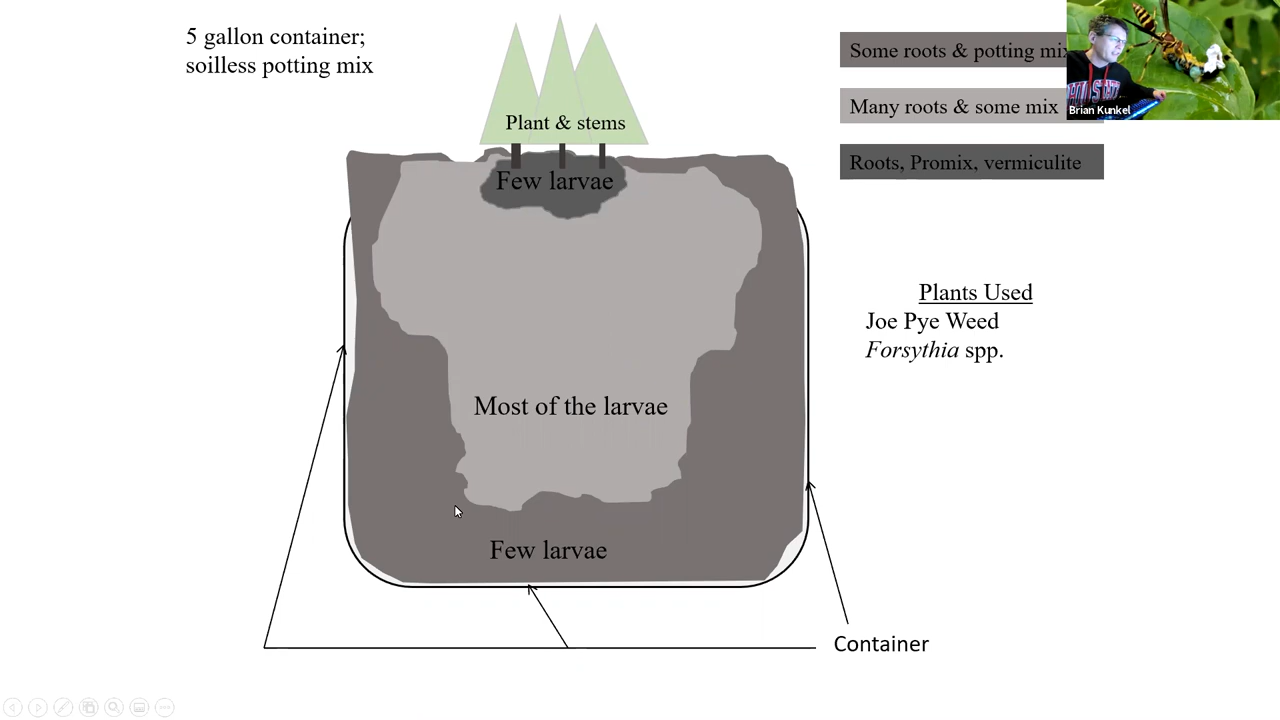 5 gallon container;
soilless potting mix
Plant & stems
Few larvae
Most of the larvae
Few larvae
Some roots & potting mix
Many roots & some mix
Roots, Promix, vermiculite
Brian Kunkel
Plants Used
Joe Pye Weed
Forsythia spp.
Container